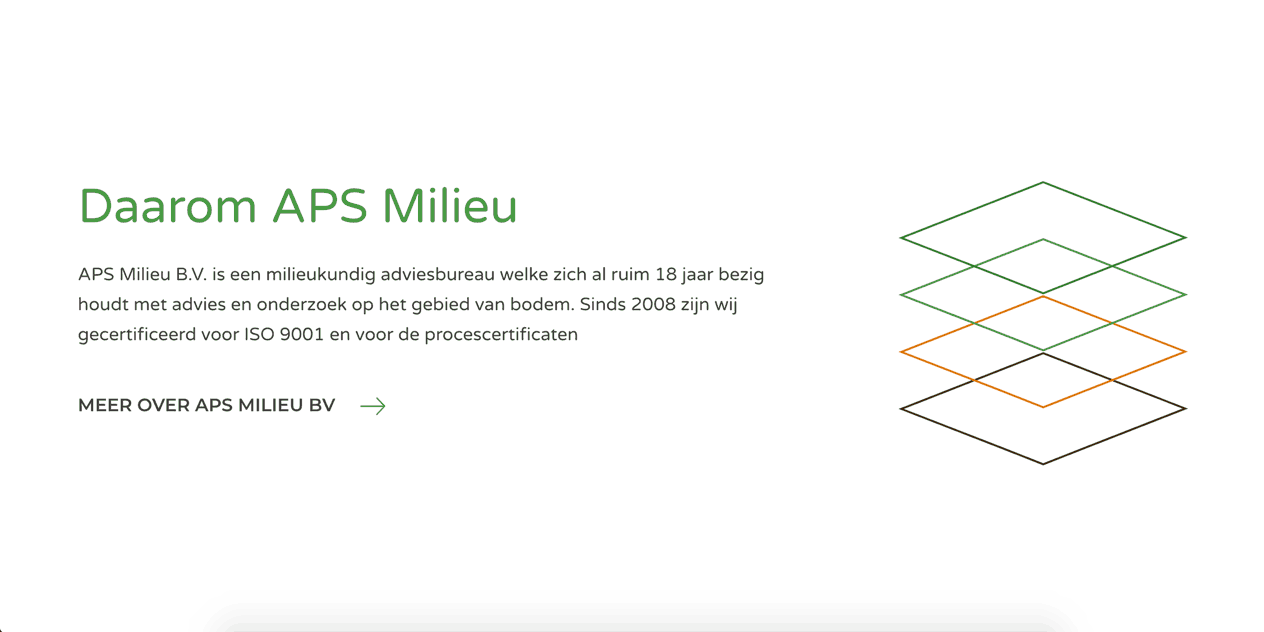 Daarom APS Milieu
APS Milieu B.V. is een milieukundig adviesbureau welke zich al ruim 18 jaar bezig
houdt met advies en onderzoek op het gebied van bodem. Sinds 2008 zijn wij
gecertificeerd voor ISO 9001 en voor de procescertificaten
MEER OVER APS MILIEU BV